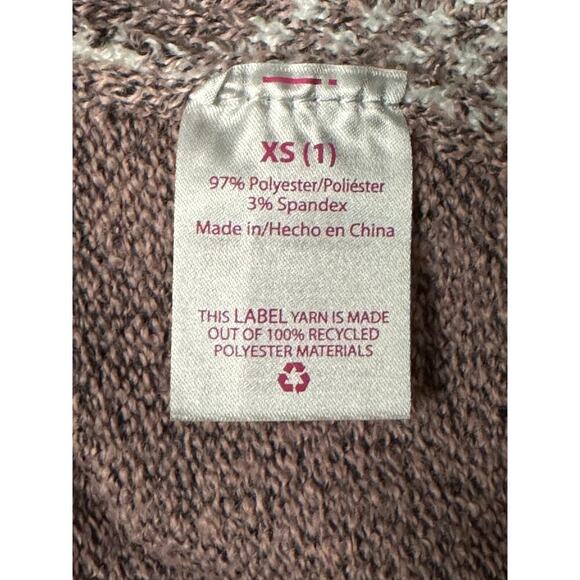 XS (1)
97% Polyester/Poliéster
3% Spandex
Made in/Hecho en China
THIS LABEL YARN IS MADE
OUT OF 100% RECYCLED
POLYESTER MATERIALS